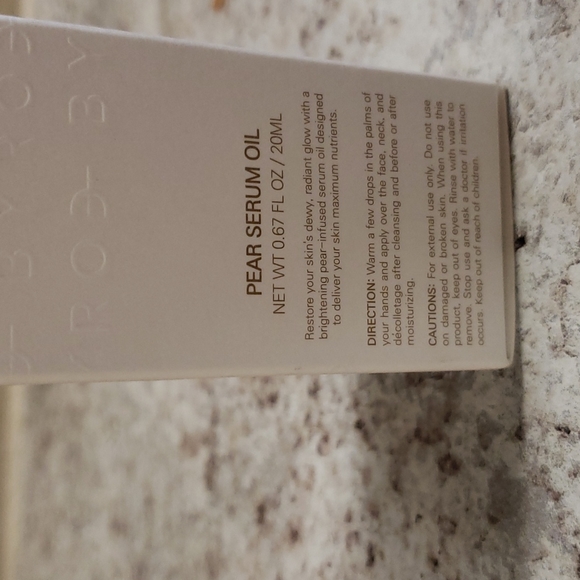 PEAR SERUM OIL
NET WT 0.67 FL OZ / 20ML
Restore your skin's dewy, radiant glow with a
brightening pear-infused serum oil designed
to deliver your skin maximum nutrients.
DIRECTION: Warm a few drops in the palms of
your hands and apply over the face, neck, and
décolletage after cleansing and before or after
moisturizing.
CAUTIONS: For external use only. Do not use
on damaged or broken skin. When using this
product, keep out of eyes. Rinse with water to
remove. Stop use and ask a doctor if irritation
occurs. Keep out of reach of children.